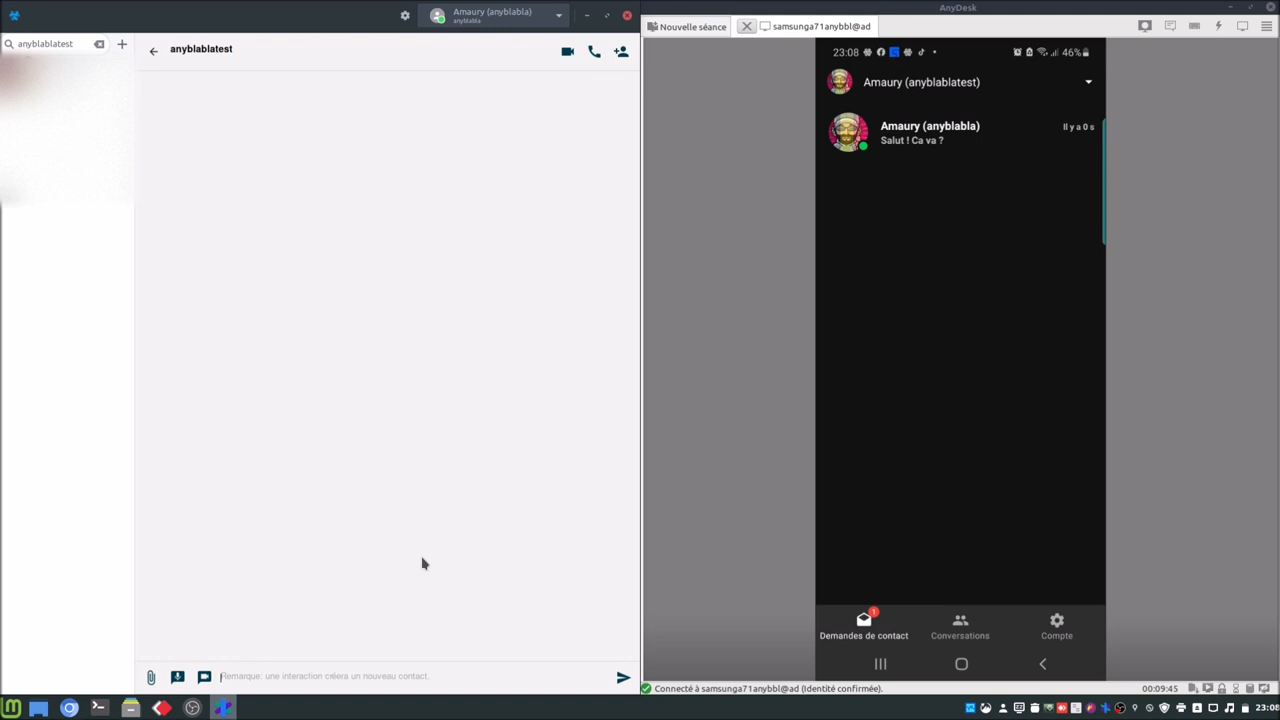 Amaury (anyblabla)
anyblabla
anyblablatest
anyblablatest
Remarque: une interaction créera un nouveau contact.
AnyDesk
Nouvelle séance
samsunga71anybbl@ad
23:08
46%
Amaury (anyblablatest)
Amaury (anyblabla)
Il y a 0 s
Salut ! Ca va ?
1
Demandes de contact
Conversations
Compte
Connecté à samsunga71anybbl@ad (Identité confirmée).
00:09:45
23:08